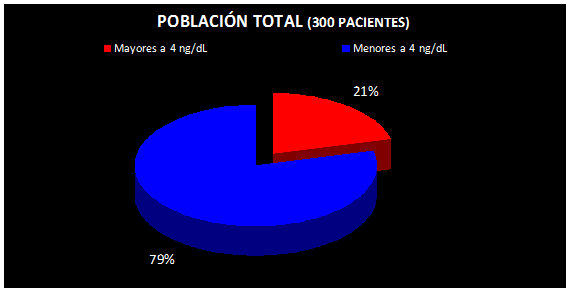 POBLACIÓN TOTAL (300 PACIENTES)
Mayores a 4 ng/dL
Menores a 4 ng/dL
21%
79%